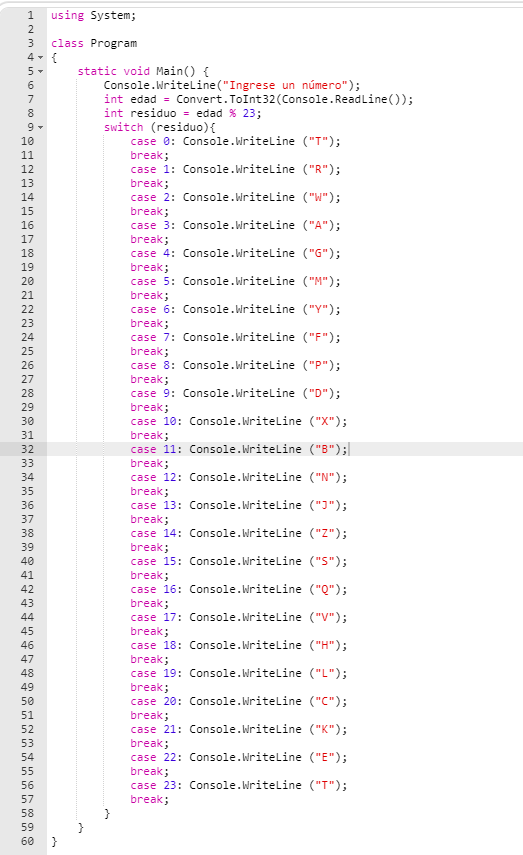 1 using System;
2
3 class Program
4 {
5 static void Main() {
6 Console.WriteLine("Ingrese un número");
7 int edad = Convert.ToInt32(Console.ReadLine());
8 int residuo = edad % 23;
9 switch (residuo){
10 case 0: Console.WriteLine ("T");
11 break;
12 case 1: Console.WriteLine ("R");
13 break;
14 case 2: Console.WriteLine ("W");
15 break;
16 case 3: Console.WriteLine ("A");
17 break;
18 case 4: Console.WriteLine ("G");
19 break;
20 case 5: Console.WriteLine ("M");
21 break;
22 case 6: Console.WriteLine ("Y");
23 break;
24 case 7: Console.WriteLine ("F");
25 break;
26 case 8: Console.WriteLine ("P");
27 break;
28 case 9: Console.WriteLine ("D");
29 break;
30 case 10: Console.WriteLine ("X");
31 break;
32 case 11: Console.WriteLine ("B");
33 break;
34 case 12: Console.WriteLine ("N");
35 break;
36 case 13: Console.WriteLine ("J");
37 break;
38 case 14: Console.WriteLine ("Z");
39 break;
40 case 15: Console.WriteLine ("S");
41 break;
42 case 16: Console.WriteLine ("Q");
43 break;
44 case 17: Console.WriteLine ("V");
45 break;
46 case 18: Console.WriteLine ("H");
47 break;
48 case 19: Console.WriteLine ("L");
49 break;
50 case 20: Console.WriteLine ("C");
51 break;
52 case 21: Console.WriteLine ("K");
53 break;
54 case 22: Console.WriteLine ("E");
55 break;
56 case 23: Console.WriteLine ("T");
57 break;
58 }
59 }
60 }